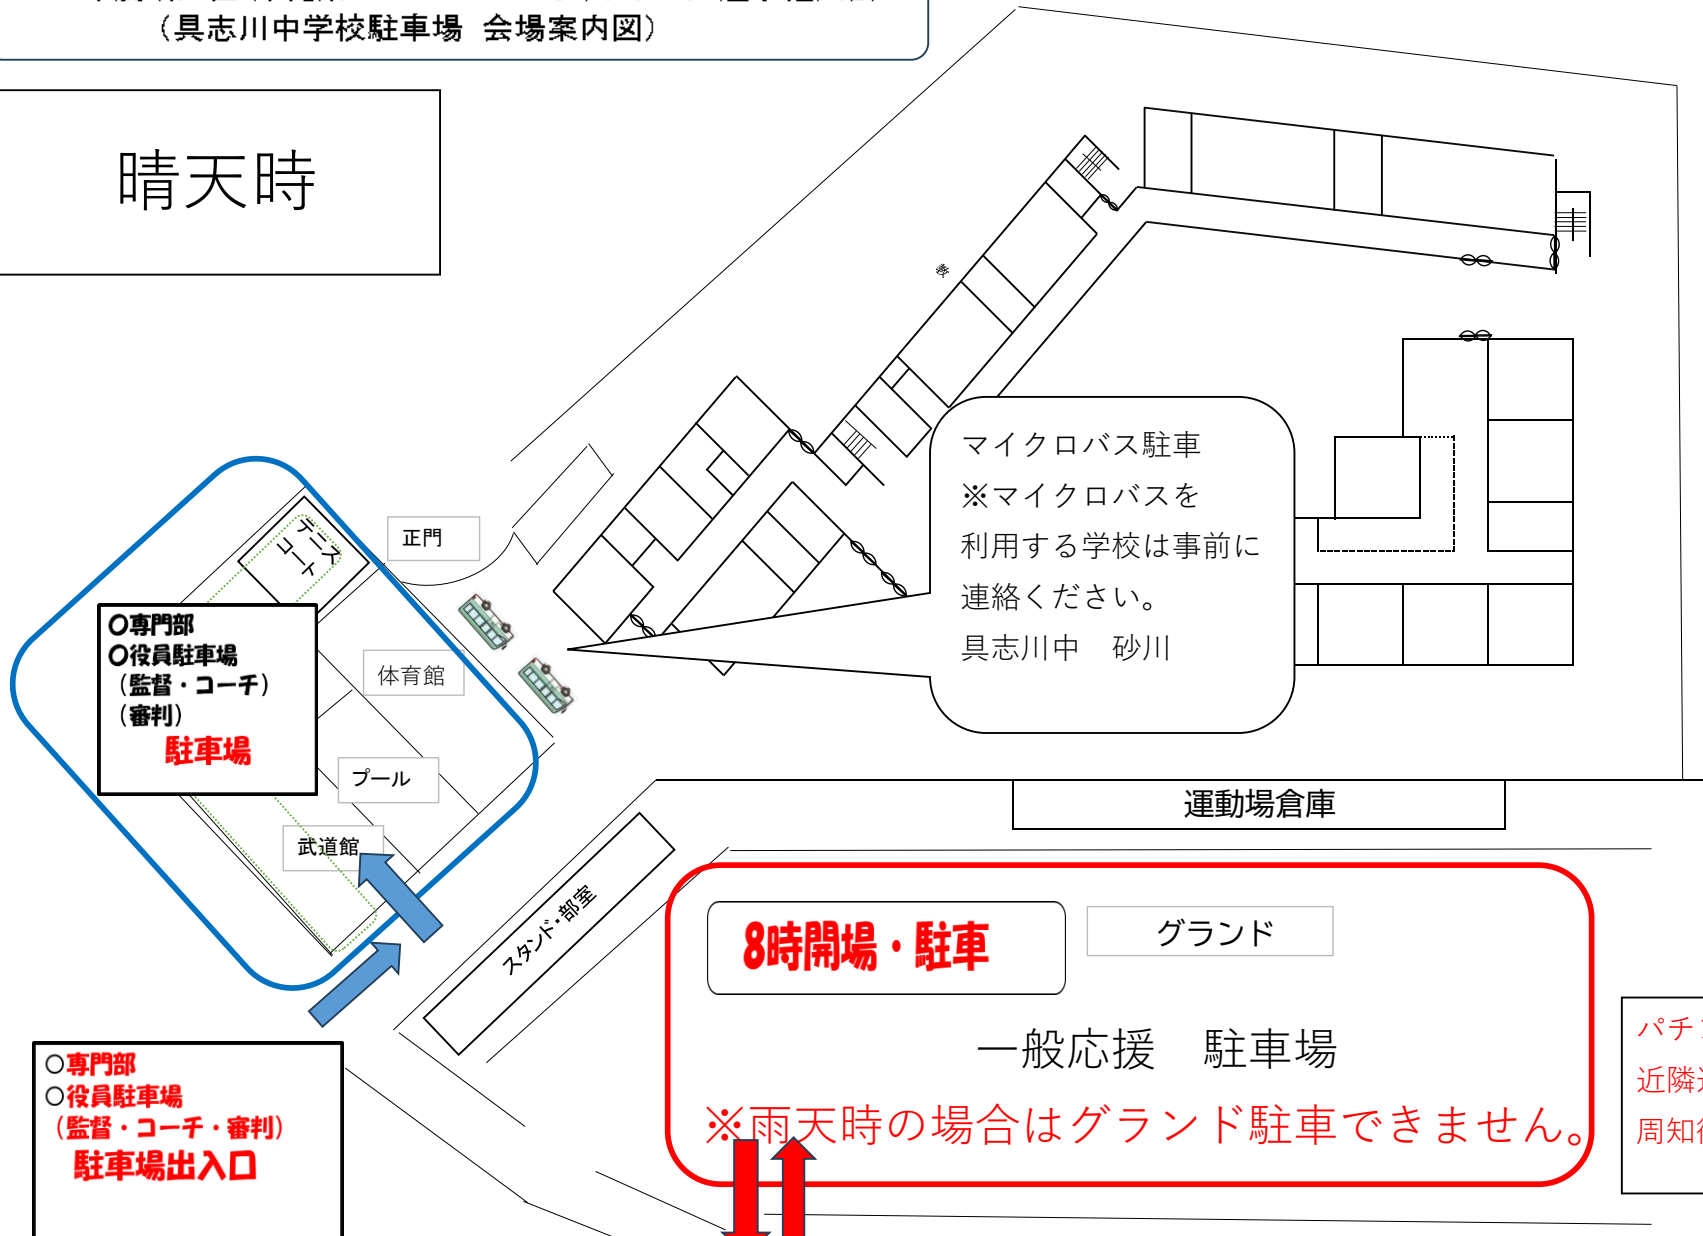 （具志川中学校駐車場 会場案内図）
晴天時
教
マイクロバス駐車
※マイクロバスを
利用する学校は事前に
連絡ください。
具志川中　砂川
正門
テニス
コート
〇専門部
〇役員駐車場
（監督・コーチ）
（審判）
駐車場
体育館
プール
武道館
運動場倉庫
スタンド・部室
8時開場・駐車
グランド
一般応援　駐車場
※雨天時の場合はグランド駐車できません。
〇専門部
〇役員駐車場
（監督・コーチ・審判）
駐車場出入口
パチ
近隣
周知